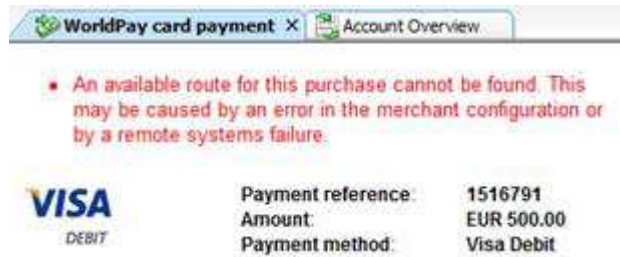 WorldPay card payment X Account Overview
An available route for this purchase cannot be found. This
may be caused by an error in the merchant configuration or
by a remote systems failure.
VISA
DEBIT
Payment reference: 1516791
Amount: EUR 500.00
Payment method: Visa Debit